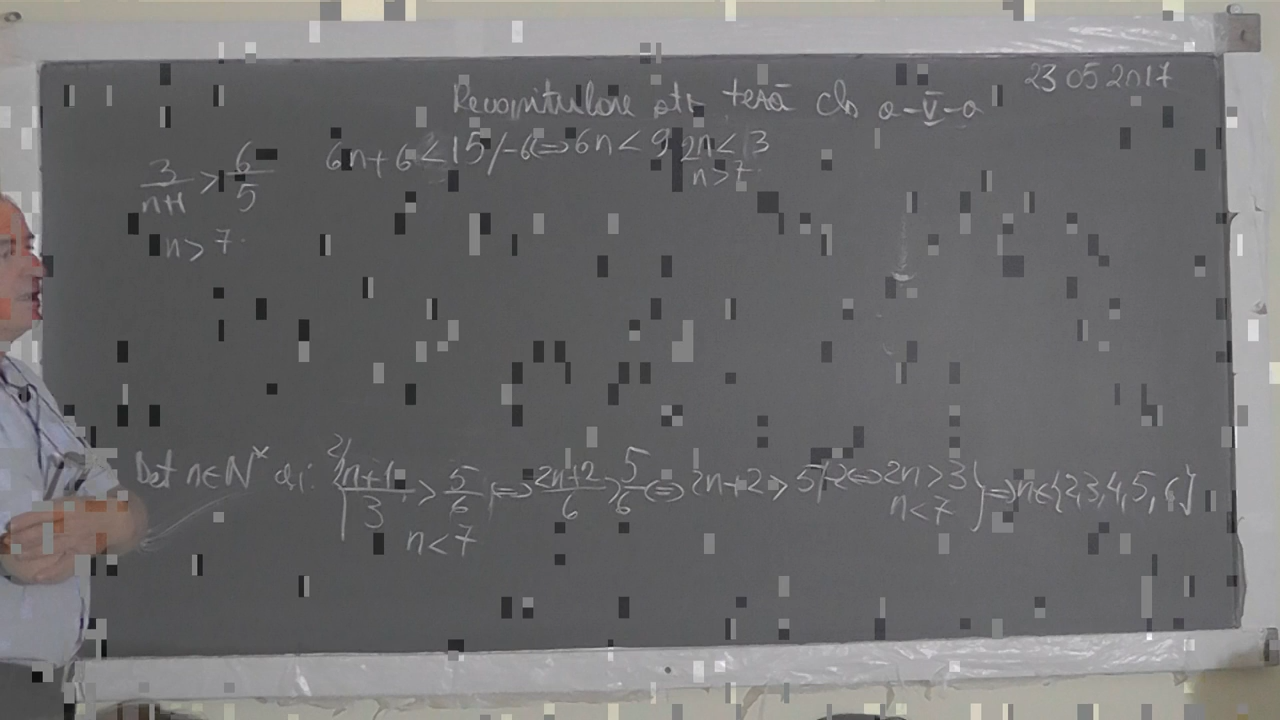 23 05 2017
Recapitulare ptr teză cls a-V-a
3/(n+1) > 6/5
n > 7
6n+6 < 15 /-6 ⇔ 6n < 9 2n < 3
n > 7
Det n∈N* a.i: 2/ (n+1)/3 > 5/6 ⇔ (2n+2)/6 > 5/6 ⇔ 2n+2 > 5 /-2 ⇔ 2n > 3 } ⇒ n∈{2,3,4,5,6}
n < 7 n < 7